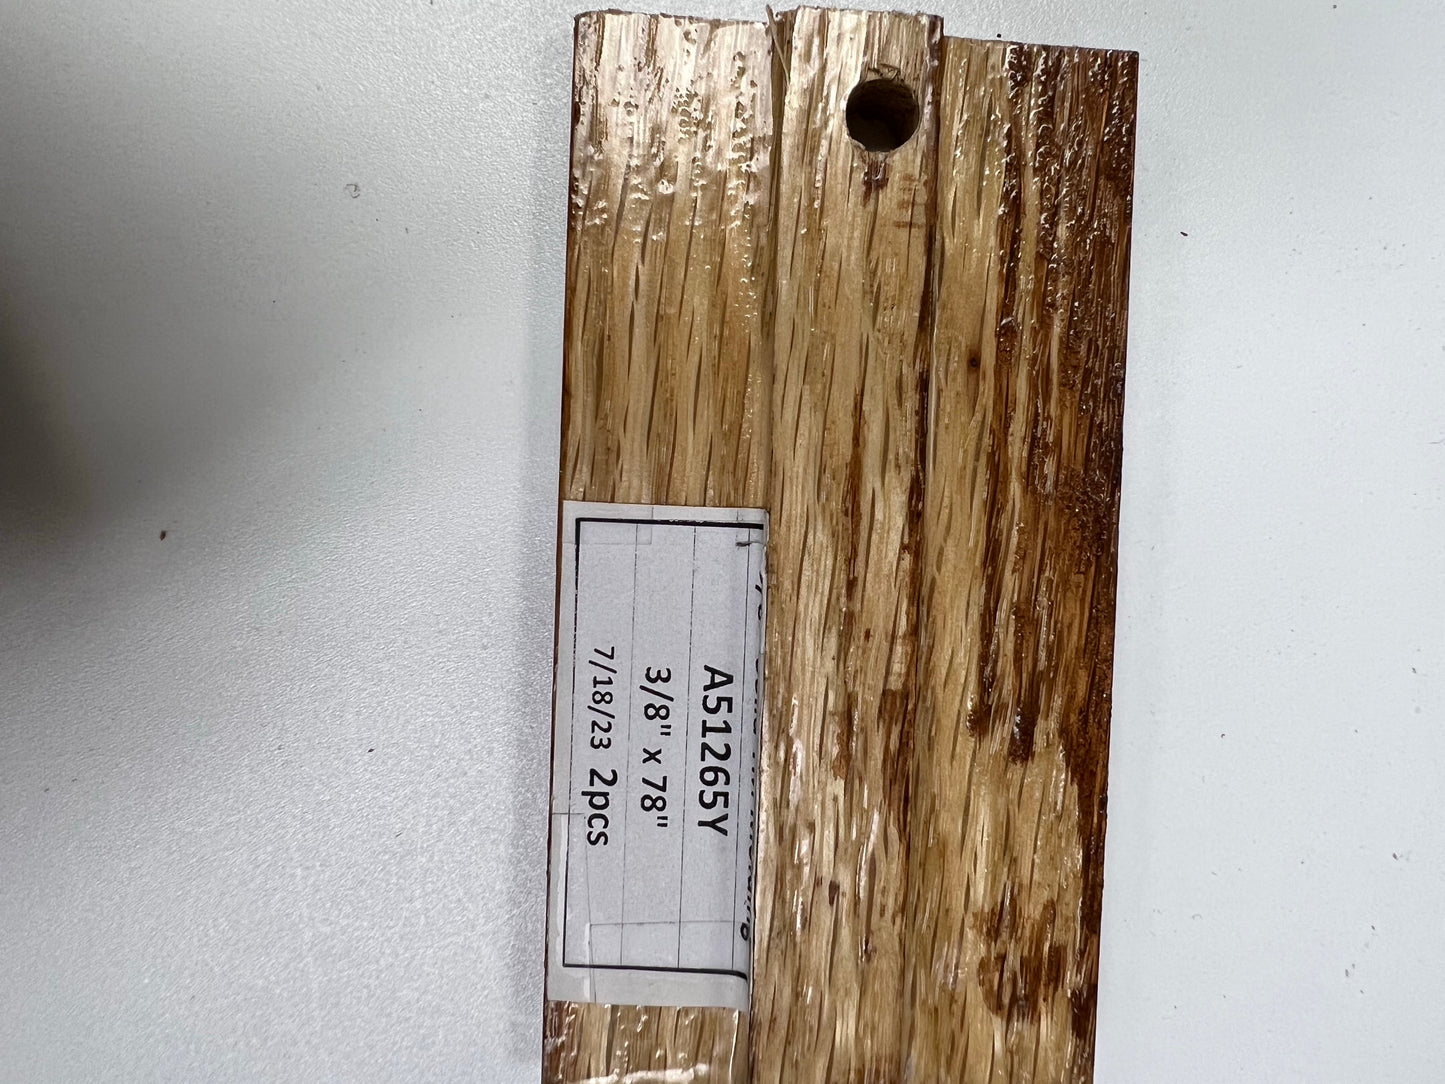 A51265Y
3/8" x 78"
7/18/23 2pcs